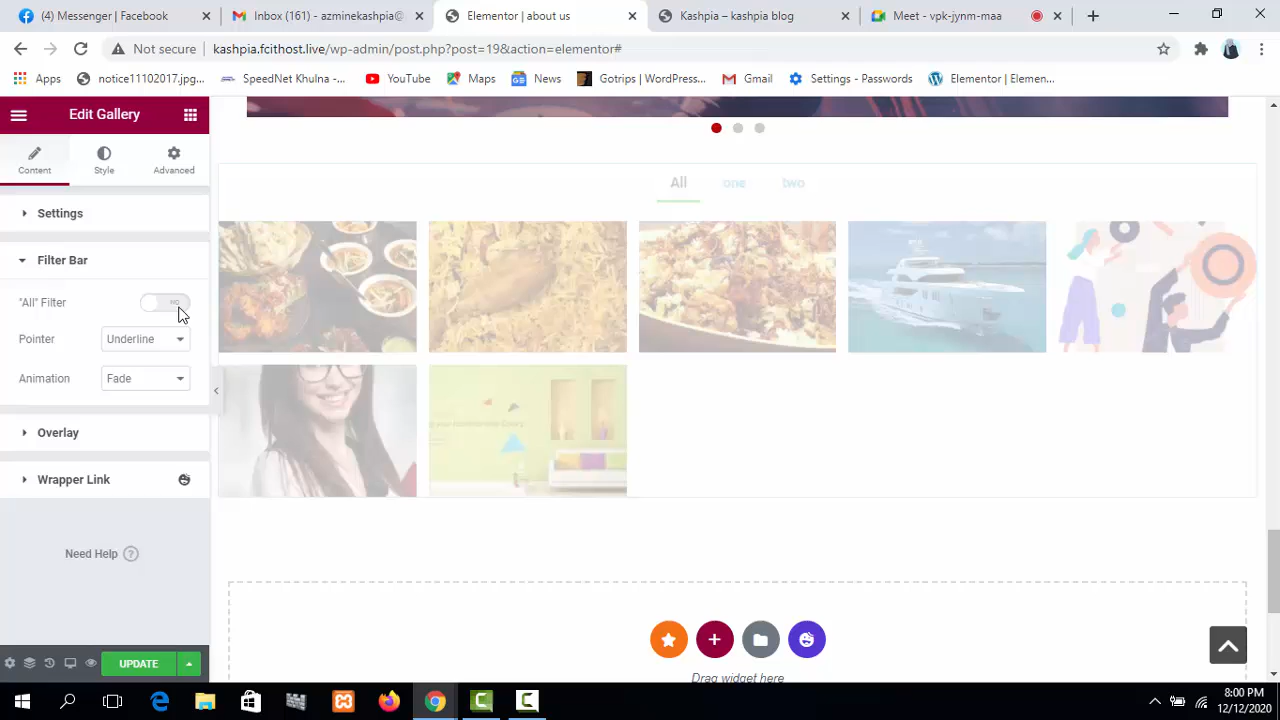 (4) Messenger | Facebook
Inbox (161) - azminekashpia@
Elementor | about us
Kashpia – kashpia blog
Meet - vpk-jynm-maa
Not secure
kashpia.fcithost.live/wp-admin/post.php?post=19&action=elementor#
Apps
notice11102017.jpg...
SpeedNet Khulna -...
YouTube
Maps
News
Gotrips | WordPress...
Gmail
Settings - Passwords
Bementor | Elemen...
Edit Gallery
Content
Style
Advanced
All
one
two
Settings
Filter Bar
"All" Filter
NO
Pointer
Underline
Animation
Fade
Overlay
Wrapper Link
Need Help
UPDATE
Drag widget here
8:00 PM
12/12/2020